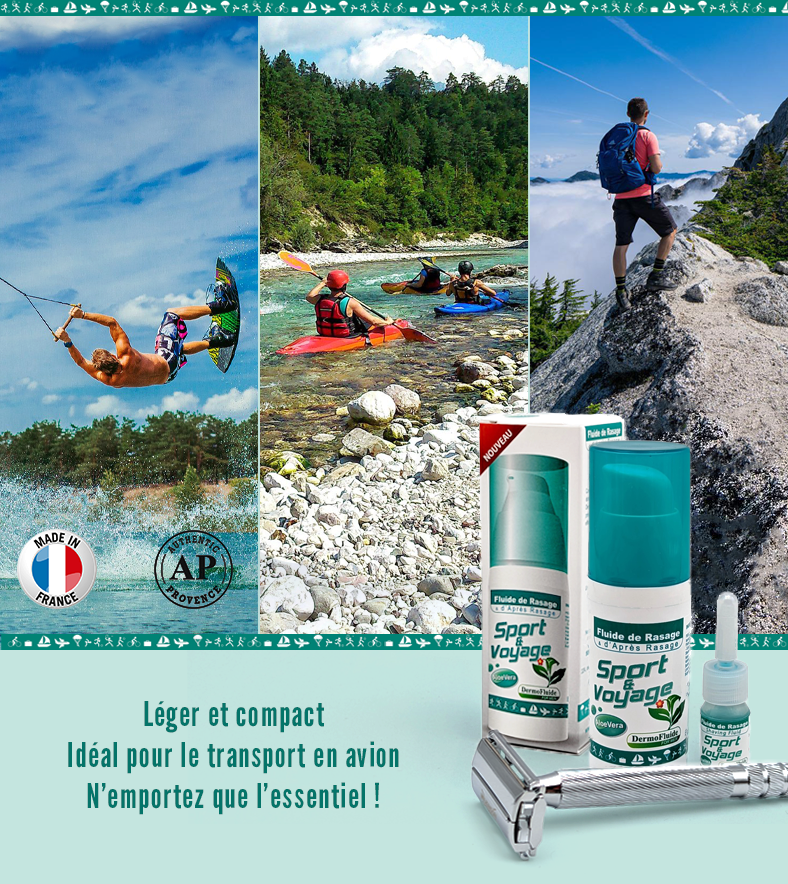 MADE IN
FRANCE
AUTHENTIC
AP
PROVENCE
NOUVEAU
Fluide de Rasage
Fluide de Rasage
& d'Après Rasage
Sport
&
Voyage
AloeVera
DermoFluide
Fluide de Rasage
& d'Après Rasage
Sport
&
Voyage
AloeVera
DermoFluide
Fluide de Rasage
Shaving Fluid
Sport
&
Voyage
Léger et compact
Idéal pour le transport en avion
N'emportez que l'essentiel !